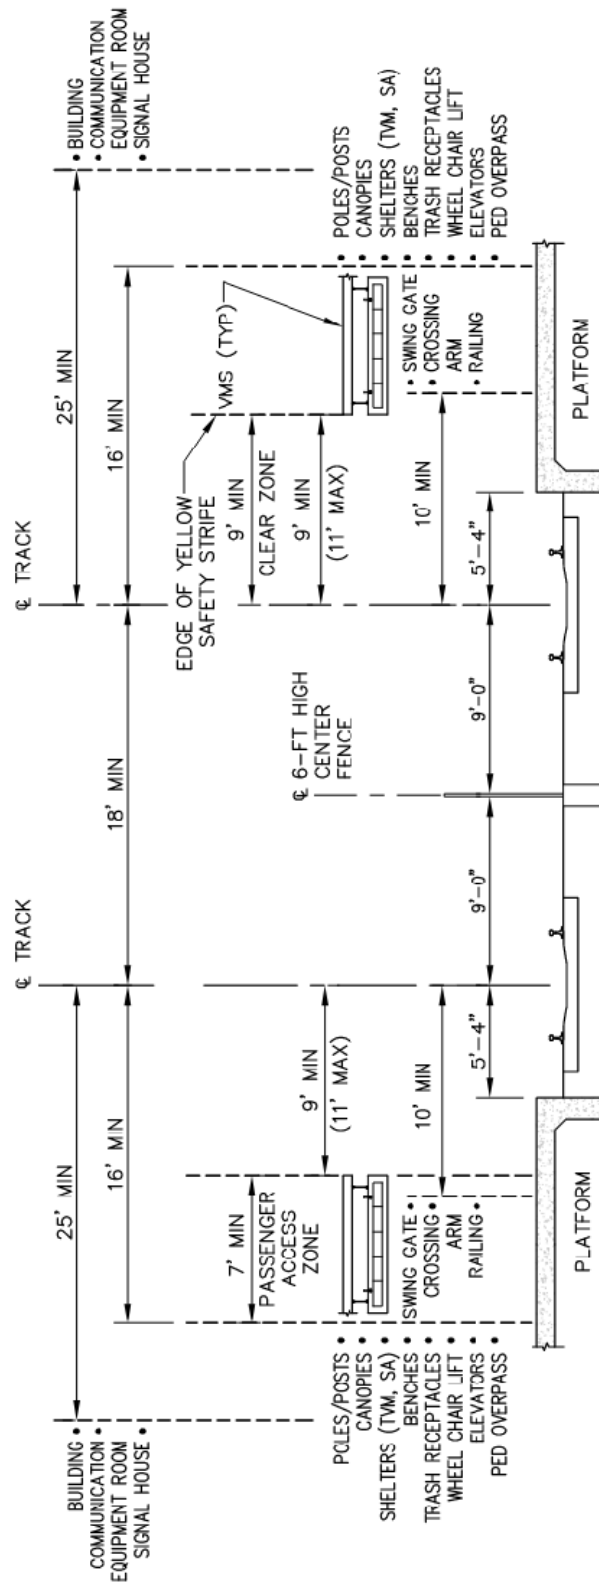 • BUILDING
• COMMUNICATION
EQUIPMENT ROOM
• SIGNAL HOUSE
25' MIN
℄ TRACK
16' MIN
18' MIN
℄ TRACK
25' MIN
16' MIN
BUILDING •
COMMUNICATION •
EQUIPMENT ROOM
SIGNAL HOUSE •
VMS (TYP)
EDGE OF YELLOW
SAFETY STRIPE
9' MIN
CLEAR ZONE
9' MIN
(11' MAX)
• POLES/POSTS
• CANOPIES
• SHELTERS (TVM, SA)
• BENCHES
• TRASH RECEPTACLES
• WHEEL CHAIR LIFT
• ELEVATORS
• PED OVERPASS
• SWING GATE
• CROSSING
ARM
• RAILING
10' MIN
5'-4"
PLATFORM
℄ 6-FT HIGH
CENTER
FENCE
9'-0"
9'-0"
7' MIN
PASSENGER
ACCESS
ZONE
9' MIN
(11' MAX)
10' MIN
5'-4"
SWING GATE •
CROSSING •
ARM
RAILING •
POLES/POSTS •
CANOPIES •
SHELTERS (TVM, SA) •
BENCHES •
TRASH RECEPTACLES •
WHEEL CHAIR LIFT •
ELEVATORS •
PED OVERPASS •
PLATFORM